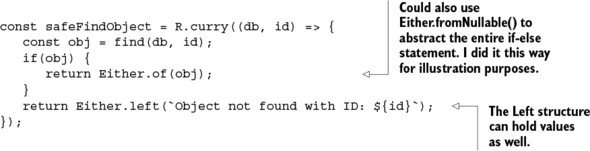 const safeFindObject = R.curry((db, id) => {
const obj = find(db, id);
if(obj) {
return Either.of(obj);
}
return Either.left(`Object not found with ID: ${id}`);
});
Could also use
Either.fromNullable() to
abstract the entire if-else
statement. I did it this way
for illustration purposes.
The Left structure
can hold values
as well.